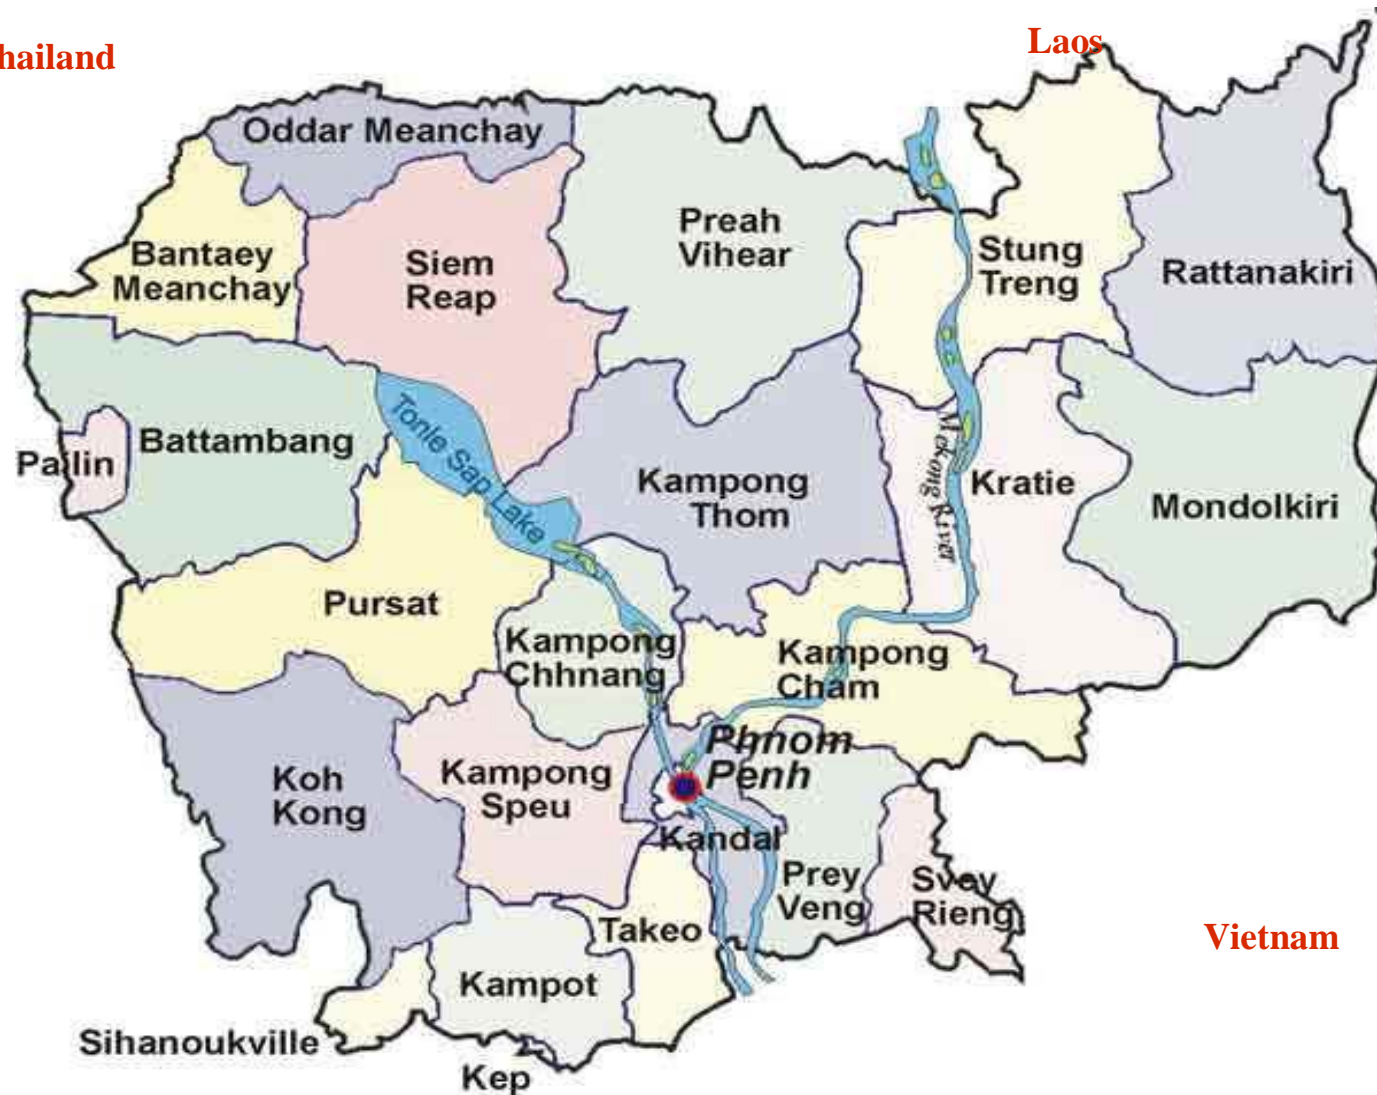 hailand
Laos
Oddar Meanchay
Bantaey
Meanchay
Siem
Reap
Preah
Vihear
Stung
Treng
Rattanakiri
Pailin
Battambang
Tonle Sap Lake
Kampong
Thom
Mekong River
Kratie
Mondolkiri
Pursat
Kampong
Chhnang
Kampong
Cham
Phnom
Penh
Koh
Kong
Kampong
Speu
Kandal
Prey
Veng
Svey
Rieng
Takeo
Vietnam
Kampot
Sihanoukville
Kep